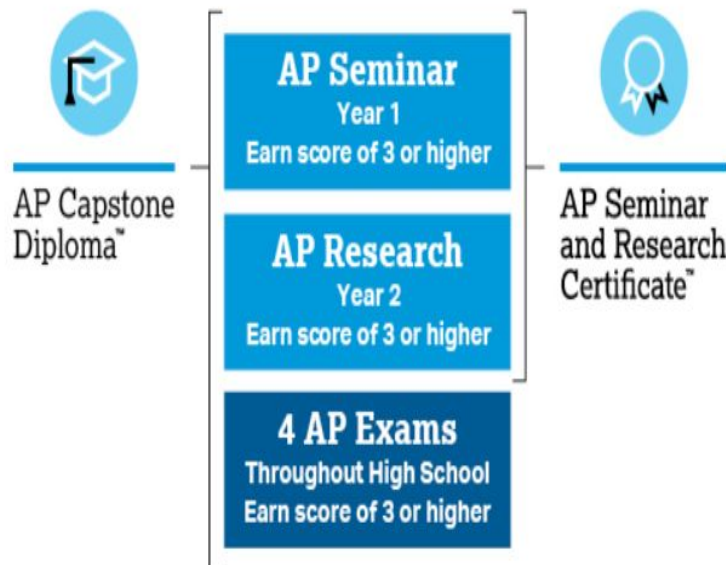 AP Capstone
Diploma™
AP Seminar
Year 1
Earn score of 3 or higher
AP Research
Year 2
Earn score of 3 or higher
4 AP Exams
Throughout High School
Earn score of 3 or higher
AP Seminar
and Research
Certificate™